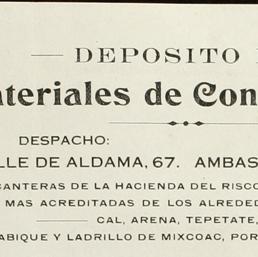 DEPOSITO
ateriales de Con
DESPACHO:
LLE DE ALDAMA, 67. AMBAS
CANTERAS DE LA HACIENDA DEL RISCO
MAS ACREDITADAS DE LOS ALREDED
CAL, ARENA, TEPETATE,
ABIQUE Y LADRILLO DE MIXCOAC, POR